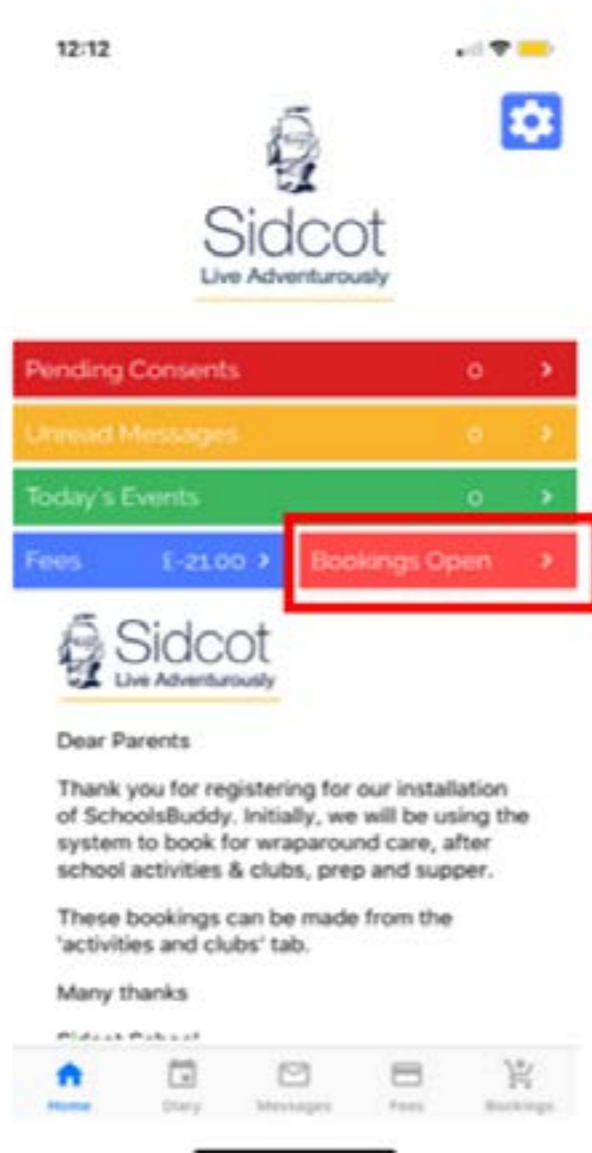 12:12
Sidcot
Live Adventurously
Pending Consents 0
Unread Messages 0
Today's Events 0
Fees £-21.00 Bookings Open
Sidcot
Live Adventurously
Dear Parents
Thank you for registering for our installation
of SchoolsBuddy. Initially, we will be using the
system to book for wraparound care, after
school activities & clubs, prep and supper.
These bookings can be made from the
'activities and clubs' tab.
Many thanks
Sidcot School
Home Diary Messages Fees Bookings